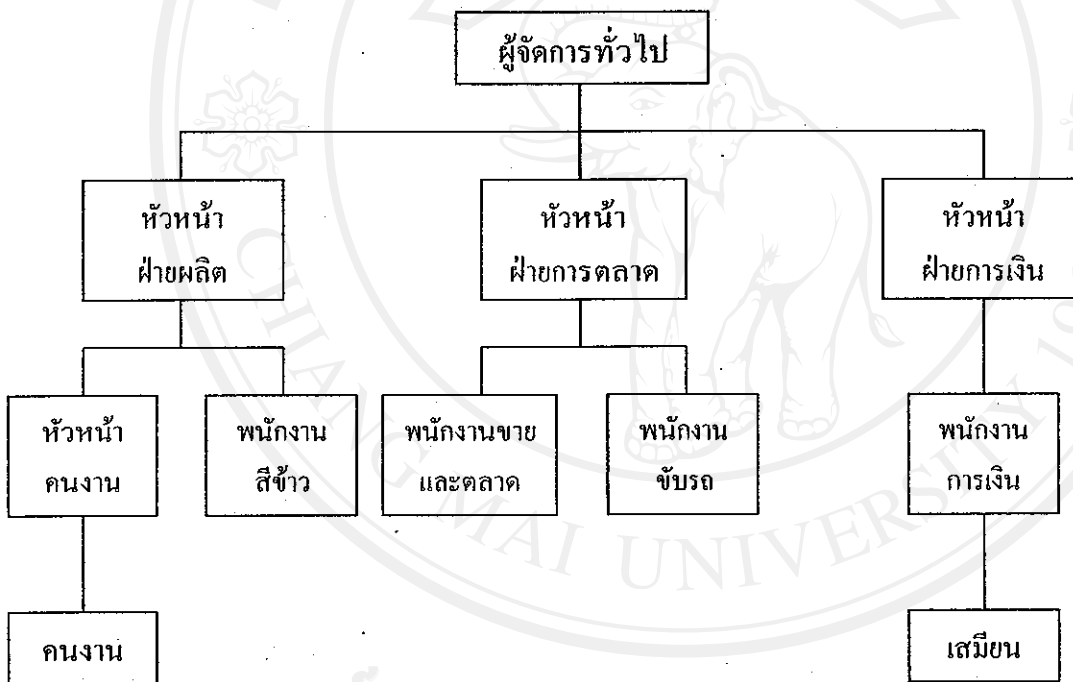 ผู้จัดการทั่วไป
หัวหน้า
ฝ่ายผลิต
หัวหน้า
ฝ่ายการตลาด
หัวหน้า
ฝ่ายการเงิน
หัวหน้า
คนงาน
พนักงาน
สีข้าว
พนักงานขาย
และตลาด
พนักงาน
ขับรถ
พนักงาน
การเงิน
คนงาน
เสมียน
CHIANG MAI UNIVERSITY 19